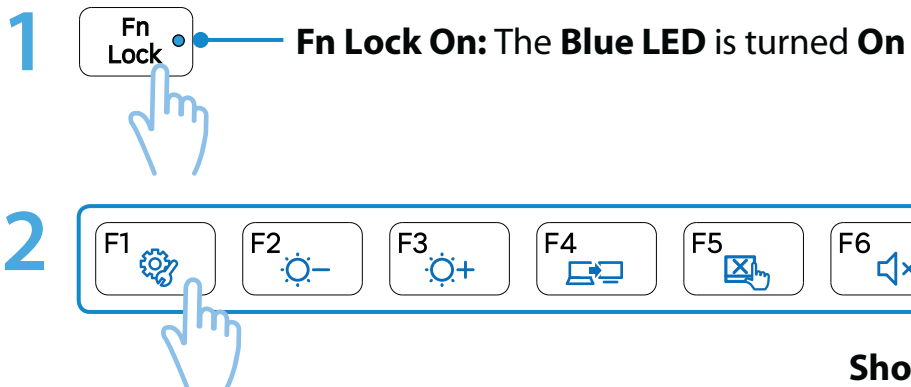 1
Fn
Lock
Fn Lock On: The Blue LED is turned On
2
F1 F2 F3 F4 F5 F6